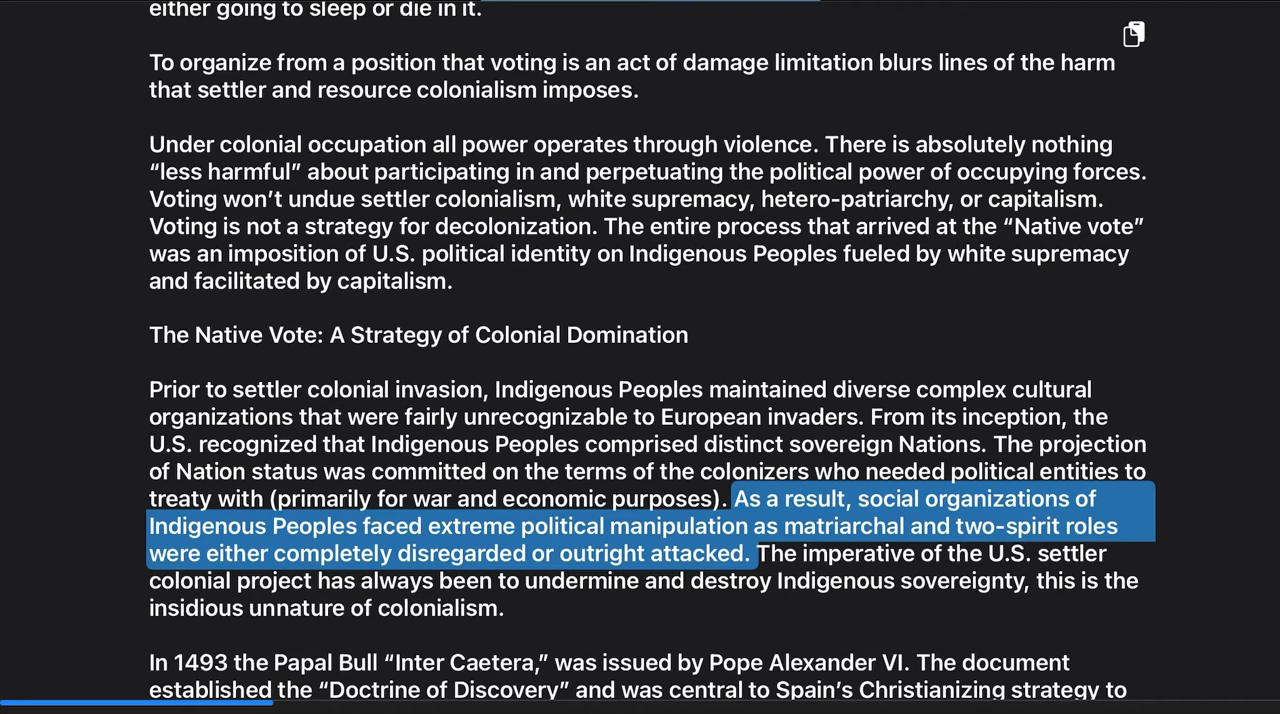 either going to sleep or die in it.
To organize from a position that voting is an act of damage limitation blurs lines of the harm
that settler and resource colonialism imposes.
Under colonial occupation all power operates through violence. There is absolutely nothing
“less harmful” about participating in and perpetuating the political power of occupying forces.
Voting won’t undue settler colonialism, white supremacy, hetero-patriarchy, or capitalism.
Voting is not a strategy for decolonization. The entire process that arrived at the “Native vote”
was an imposition of U.S. political identity on Indigenous Peoples fueled by white supremacy
and facilitated by capitalism.
The Native Vote: A Strategy of Colonial Domination
Prior to settler colonial invasion, Indigenous Peoples maintained diverse complex cultural
organizations that were fairly unrecognizable to European invaders. From its inception, the
U.S. recognized that Indigenous Peoples comprised distinct sovereign Nations. The projection
of Nation status was committed on the terms of the colonizers who needed political entities to
treaty with (primarily for war and economic purposes). As a result, social organizations of
Indigenous Peoples faced extreme political manipulation as matriarchal and two-spirit roles
were either completely disregarded or outright attacked. The imperative of the U.S. settler
colonial project has always been to undermine and destroy Indigenous sovereignty, this is the
insidious unnature of colonialism.
In 1493 the Papal Bull “Inter Caetera,” was issued by Pope Alexander VI. The document
established the “Doctrine of Discovery” and was central to Spain’s Christianizing strategy to